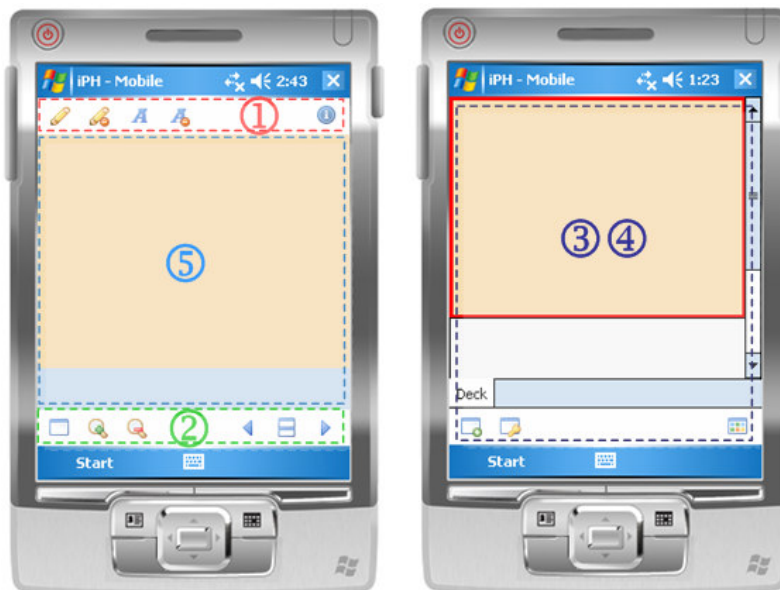 iPH - Mobile 2:43
①
⑤
②
Start
iPH - Mobile 1:23
③④
Deck
Start